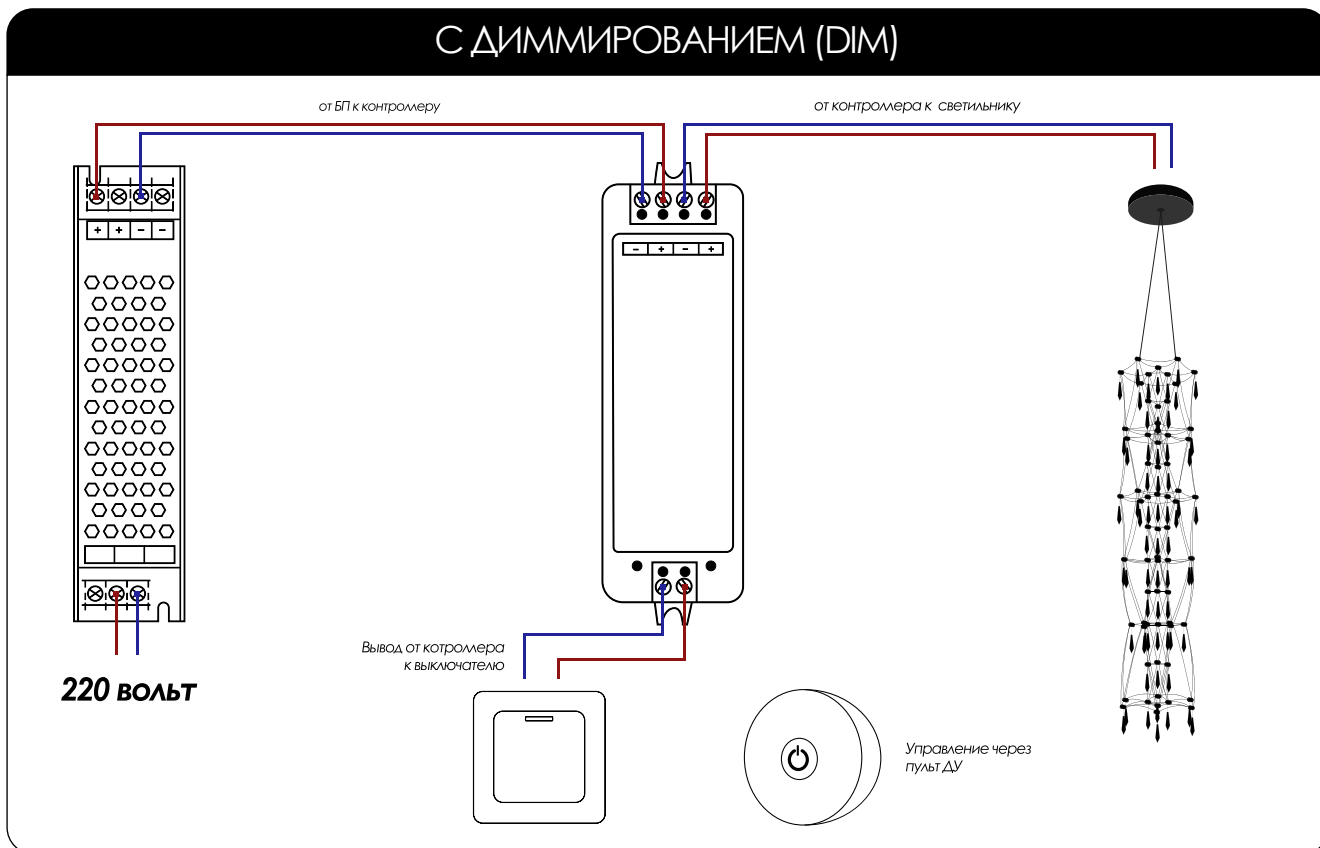 С ДИММИРОВАНИЕМ (DIM)
от БП к контроллеру
от контроллера к светильнику
+ + - -
- + - +
Вывод от котроллера
к выключателю
220 вольт
Управление через
пульт ДУ